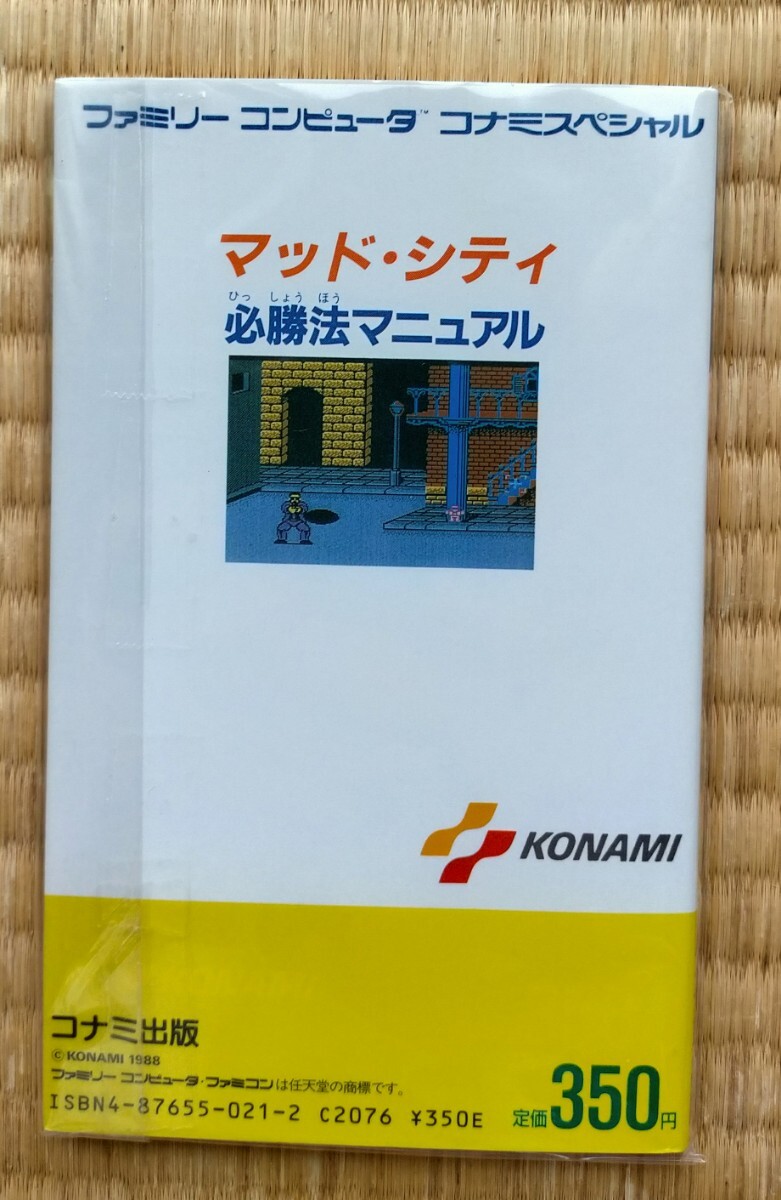 ファミリー コンピュータ™ コナミスペシャル
マッド・シティ
ひっ しょう ほう
必勝法マニュアル
KONAMI
コナミ出版
© KONAMI 1988
ファミリー コンピュータ・ファミコンは任天堂の商標です。
ISBN4-87655-021-2 C2076 ¥350E
定価350円